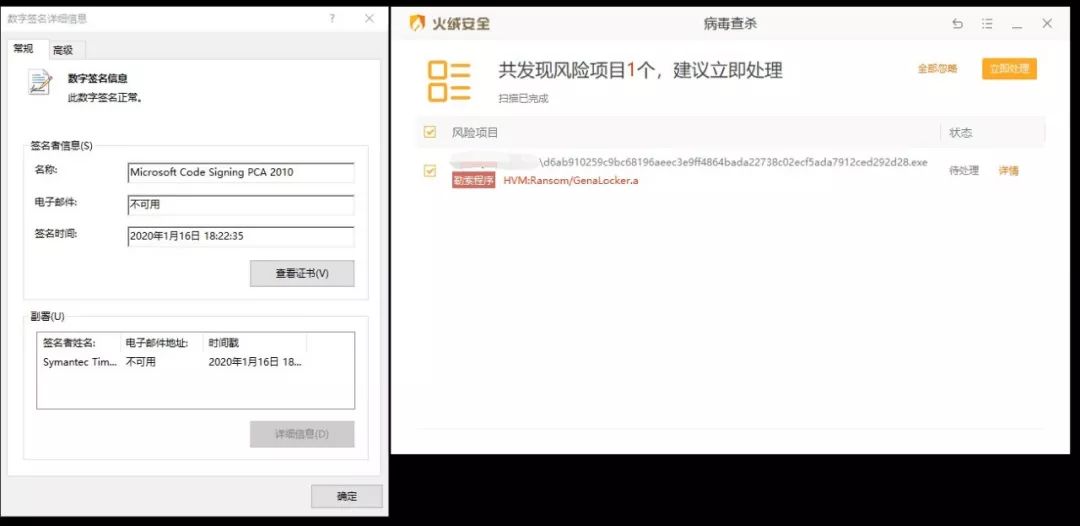 数字签名详细信息
常规 高级
数字签名信息
此数字签名正常。
签名者信息(S)
名称: Microsoft Code Signing PCA 2010
电子邮件: 不可用
签名时间: 2020年1月16日 18:22:35
查看证书(V)
副署(U)
签名者姓名: 电子邮件地址: 时间戳
Symantec Tim... 不可用 2020年1月16日 18...
详细信息(D)
确定
火绒安全 病毒查杀
共发现风险项目1个，建议立即处理 全部忽略 立即处理
扫描已完成
风险项目 状态
\d6ab910259c9bc68196aeec3e9ff4864bada22738c02ecf5ada7912ced292d28.exe 待处理 详情
勒索程序 HVM:Ransom/GenaLocker.a